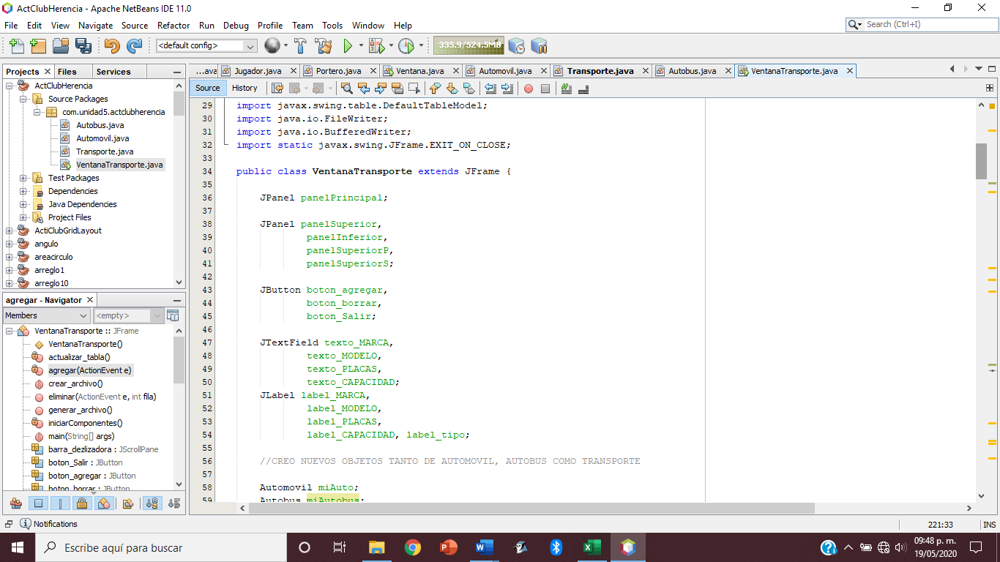 ActClubHerencia - Apache NetBeans IDE 11.0
File Edit View Navigate Source Refactor Run Debug Profile Team Tools Window Help
Search (Ctrl+I)
<default config>
335.9/524.5MB
Projects Files Services
ActClubHerencia
Source Packages
com.unidad5.actclubherencia
Autobus.java
Automovil.java
Transporte.java
VentanaTransporte.java
Test Packages
Dependencies
Java Dependencies
Project Files
ActiClubGridLayout
angulo
areacirculo
arreglo1
arreglo10
agregar - Navigator
Members
<empty>
VentanaTransporte :: JFrame
VentanaTransporte()
actualizar_tabla()
agregar(ActionEvent e)
crear_archivo()
eliminar(ActionEvent e, int fila)
generar_archivo()
iniciarComponentes()
main(String[] args)
barra_dezlizadora : JScrollPane
boton_Salir : JButton
boton_agregar : JButton
boton_borrar : JButton
...ava Jugador.java Portero.java Ventana.java Automovil.java Transporte.java Autobus.java VentanaTransporte.java
Source History
29 import javax.swing.table.DefaultTableModel;
30 import java.io.FileWriter;
31 import java.io.BufferedWriter;
32 import static javax.swing.JFrame.EXIT_ON_CLOSE;
33
34 public class VentanaTransporte extends JFrame {
35
36 JPanel panelPrincipal;
37
38 JPanel panelSuperior,
39 panelInferior,
40 panelSuperiorP,
41 panelSuperiorS;
42
43 JButton boton_agregar,
44 boton_borrar,
45 boton_Salir;
46
47 JTextField texto_MARCA,
48 texto_MODELO,
49 texto_PLACAS,
50 texto_CAPACIDAD;
51 JLabel label_MARCA,
52 label_MODELO,
53 label_PLACAS,
54 label_CAPACIDAD, label_tipo;
55
56 //CREO NUEVOS OBJETOS TANTO DE AUTOMOVIL, AUTOBUS COMO TRANSPORTE
57
58 Automovil miAuto;
59 Autobus miAutobus;
Notifications
221:33 INS
Escribe aquí para buscar
09:48 p. m.
19/05/2020